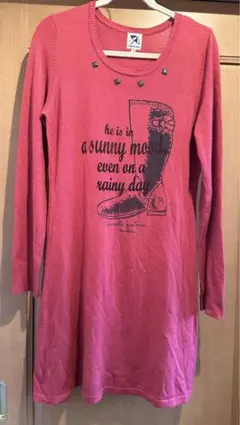 he is in
a sunny mood
even on a
rainy day